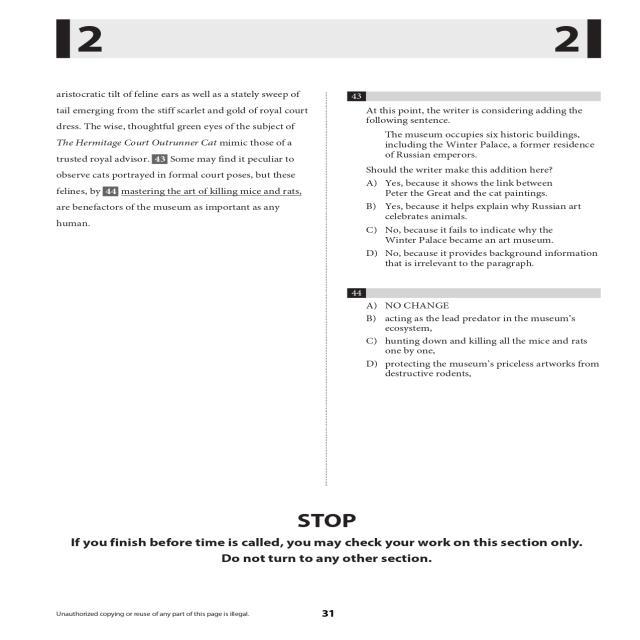 2
2
aristocratic tilt of feline ears as well as a stately sweep of
tail emerging from the stiff scarlet and gold of royal court
dress. The wise, thoughtful green eyes of the subject of
The Hermitage Court Outrunner Cat mimic those of a
trusted royal advisor. 43 Some may find it peculiar to
observe cats portrayed in formal court poses, but these
felines, by 44 mastering the art of killing mice and rats,
are benefactors of the museum as important as any
human.
43
At this point, the writer is considering adding the
following sentence.
The museum occupies six historic buildings,
including the Winter Palace, a former residence
of Russian emperors.
Should the writer make this addition here?
A) Yes, because it shows the link between
Peter the Great and the cat paintings.
B) Yes, because it helps explain why Russian art
celebrates animals.
C) No, because it fails to indicate why the
Winter Palace became an art museum.
D) No, because it provides background information
that is irrelevant to the paragraph.
44
A) NO CHANGE
B) acting as the lead predator in the museum's
ecosystem,
C) hunting down and killing all the mice and rats
one by one,
D) protecting the museum's priceless artworks from
destructive rodents,
STOP
If you finish before time is called, you may check your work on this section only.
Do not turn to any other section.
Unauthorized copying or reuse of any part of this page is illegal.
31